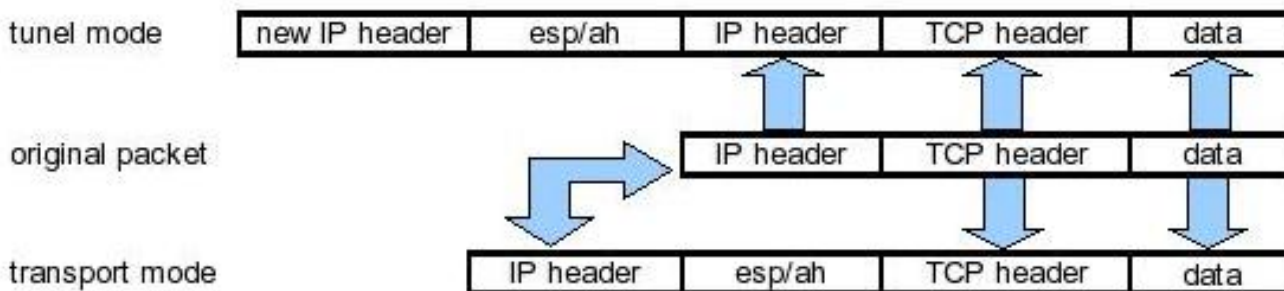 tunel mode new IP header esp/ah IP header TCP header data
original packet IP header TCP header data
transport mode IP header esp/ah TCP header data